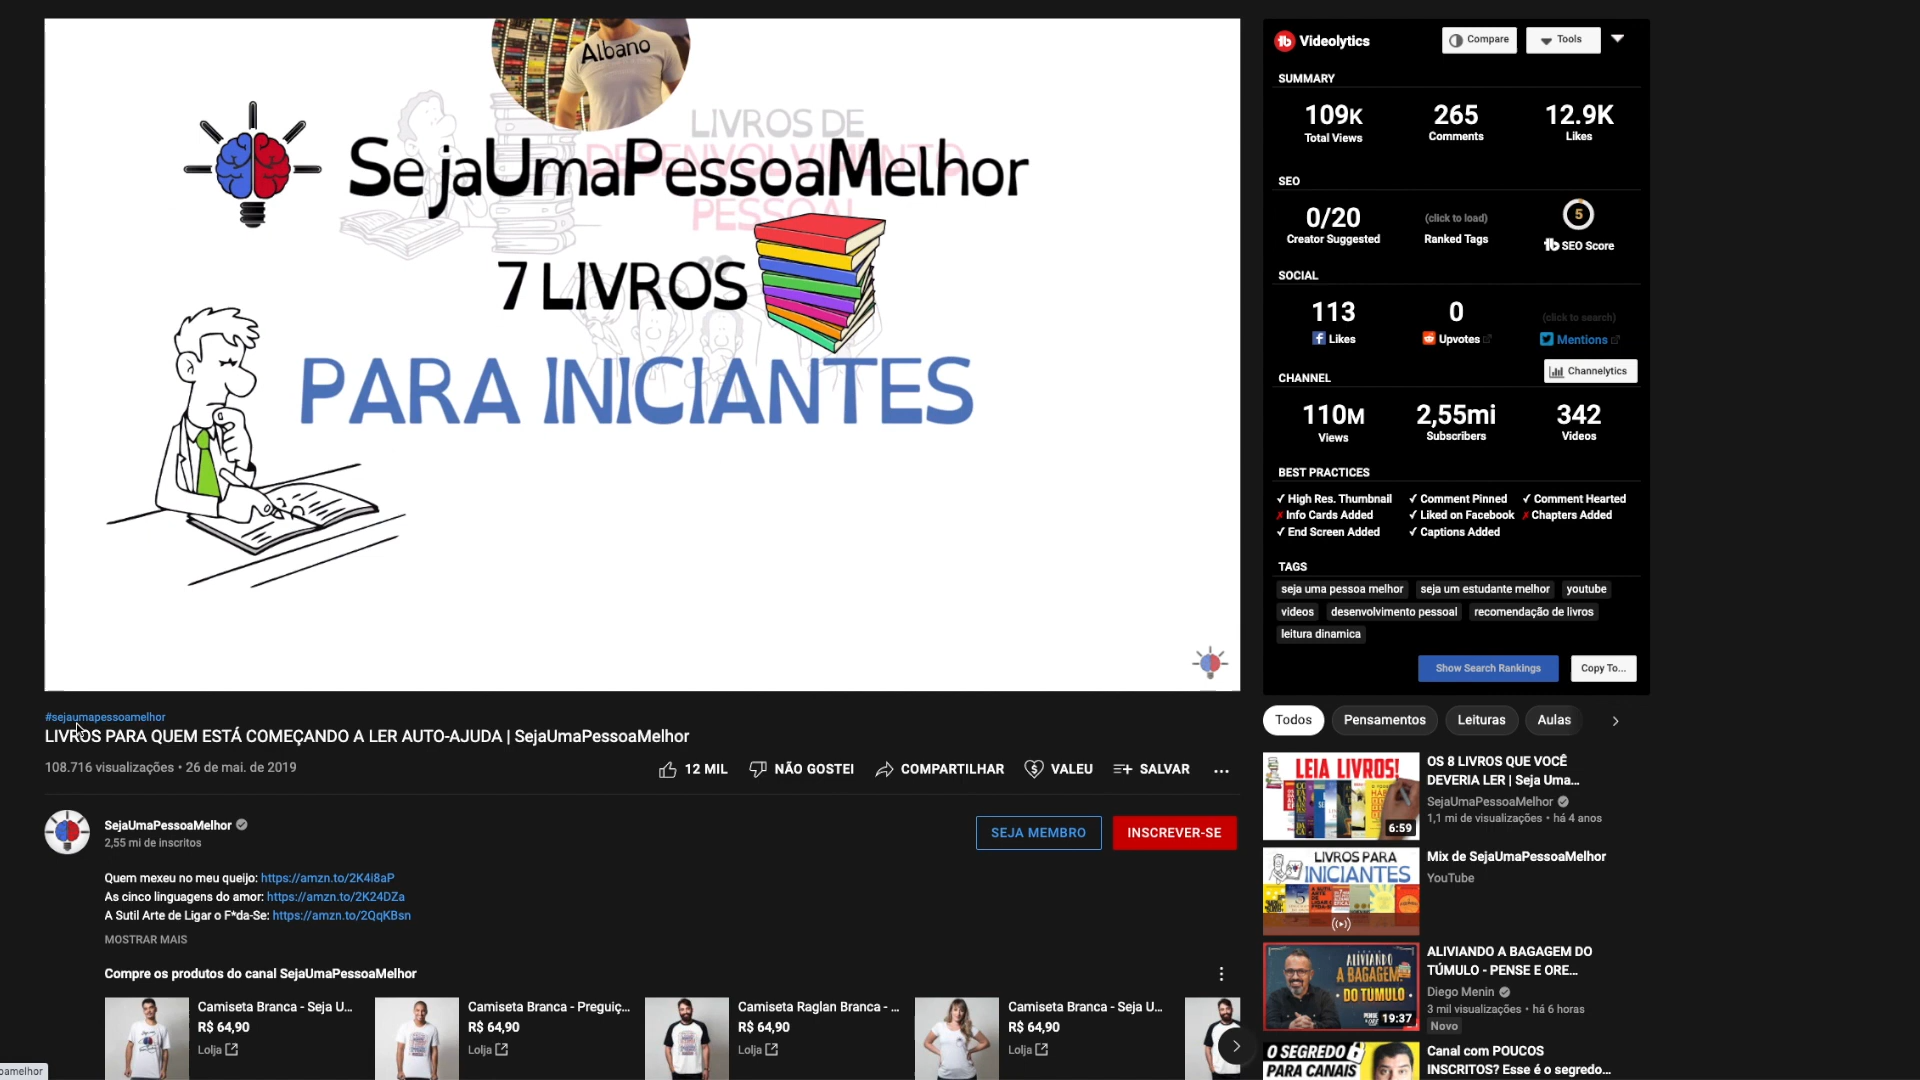 Albano
LIVROS DE
DESENVOLVIMENTO
PESSOAL
SejaUmaPessoaMelhor
7 LIVROS
PARA INICIANTES
#sejaumapessoamelhor
LIVROS PARA QUEM ESTÁ COMEÇANDO A LER AUTO-AJUDA | SejaUmaPessoaMelhor
108.716 visualizações • 26 de mai. de 2019
12 MIL
NÃO GOSTEI
COMPARTILHAR
VALEU
SALVAR
SejaUmaPessoaMelhor
2,55 mi de inscritos
SEJA MEMBRO
INSCREVER-SE
Quem mexeu no meu queijo: https://amzn.to/2K4i8aP
As cinco linguagens do amor: https://amzn.to/2K24DZa
A Sutil Arte de Ligar o F*da-Se: https://amzn.to/2QqKBsn
MOSTRAR MAIS
Compre os produtos do canal SejaUmaPessoaMelhor
Camiseta Branca - Seja U...
R$ 64,90
Lolja
Camiseta Branca - Preguiç...
R$ 64,90
Lolja
Camiseta Raglan Branca - ...
R$ 64,90
Lolja
Camiseta Branca - Seja U...
R$ 64,90
Lolja
oamelhor
Videolytics
Compare
Tools
SUMMARY
109K
Total Views
265
Comments
12.9K
Likes
SEO
0/20
Creator Suggested
(click to load)
Ranked Tags
5
SEO Score
SOCIAL
113
Likes
0
Upvotes
(click to search)
Mentions
CHANNEL
Channelytics
110M
Views
2,55mi
Subscribers
342
Videos
BEST PRACTICES
✓ High Res. Thumbnail
✓ Comment Pinned
✓ Comment Hearted
✗ Info Cards Added
✓ Liked on Facebook
✗ Chapters Added
✓ End Screen Added
✓ Captions Added
TAGS
seja uma pessoa melhor
seja um estudante melhor
youtube
videos
desenvolvimento pessoal
recomendação de livros
leitura dinamica
Show Search Rankings
Copy To...
Todos
Pensamentos
Leituras
Aulas
LEIA LIVROS!
6:59
OS 8 LIVROS QUE VOCÊ
DEVERIA LER | Seja Uma...
SejaUmaPessoaMelhor
1,1 mi de visualizações • há 4 anos
LIVROS PARA
INICIANTES
Mix de SejaUmaPessoaMelhor
YouTube
ALIVIANDO
A BAGAGEM
DO TÚMULO
19:37
ALIVIANDO A BAGAGEM DO
TÚMULO - PENSE E ORE...
Diego Menin
3 mil visualizações • há 6 horas
Novo
O SEGREDO
PARA CANAIS
Canal com POUCOS
INSCRITOS? Esse é o segredo...